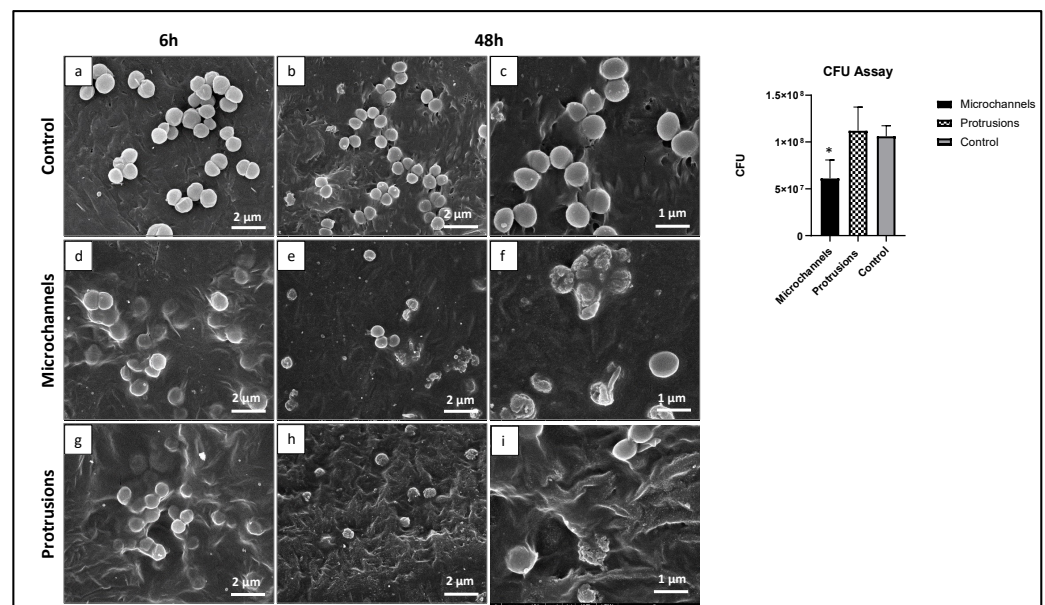 6h
48h
Control
a
2 µm
b
2 µm
c
1 µm
Microchannels
d
2 µm
e
2 µm
f
1 µm
Protrusions
g
2 µm
h
2 µm
i
1 µm
CFU Assay
CFU
1.5×10⁸
1×10⁸
5×10⁷
0
*
Microchannels
Protrusions
Control
Microchannels
Protrusions
Control